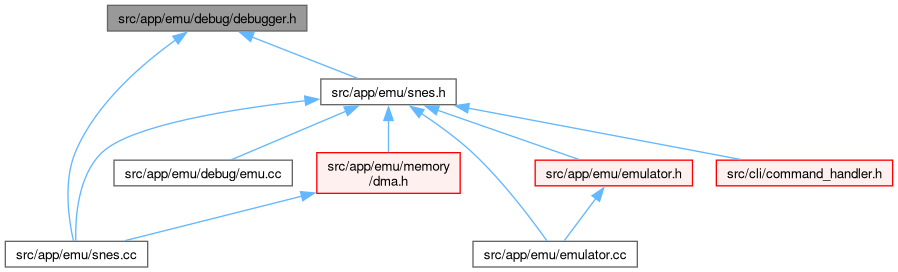 src/app/emu/debug/debugger.h
src/app/emu/snes.h
src/app/emu/debug/emu.cc
src/app/emu/memory
/dma.h
src/app/emu/emulator.h
src/cli/command_handler.h
src/app/emu/snes.cc
src/app/emu/emulator.cc